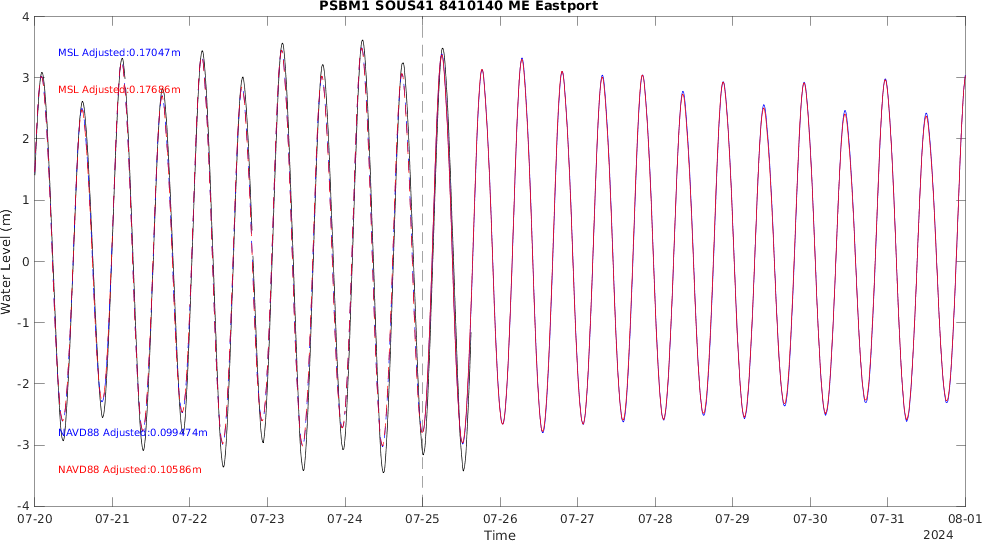 PSBM1 SOUS41 8410140 ME Eastport
4
MSL Adjusted:0.17047m
3
MSL Adjusted:0.17686m
2
1
Water Level (m)
0
-1
-2
NAVD88 Adjusted:0.099474m
-3
NAVD88 Adjusted:0.10586m
-4
07-20 07-21 07-22 07-23 07-24 07-25 07-26 07-27 07-28 07-29 07-30 07-31 08-01
Time 2024